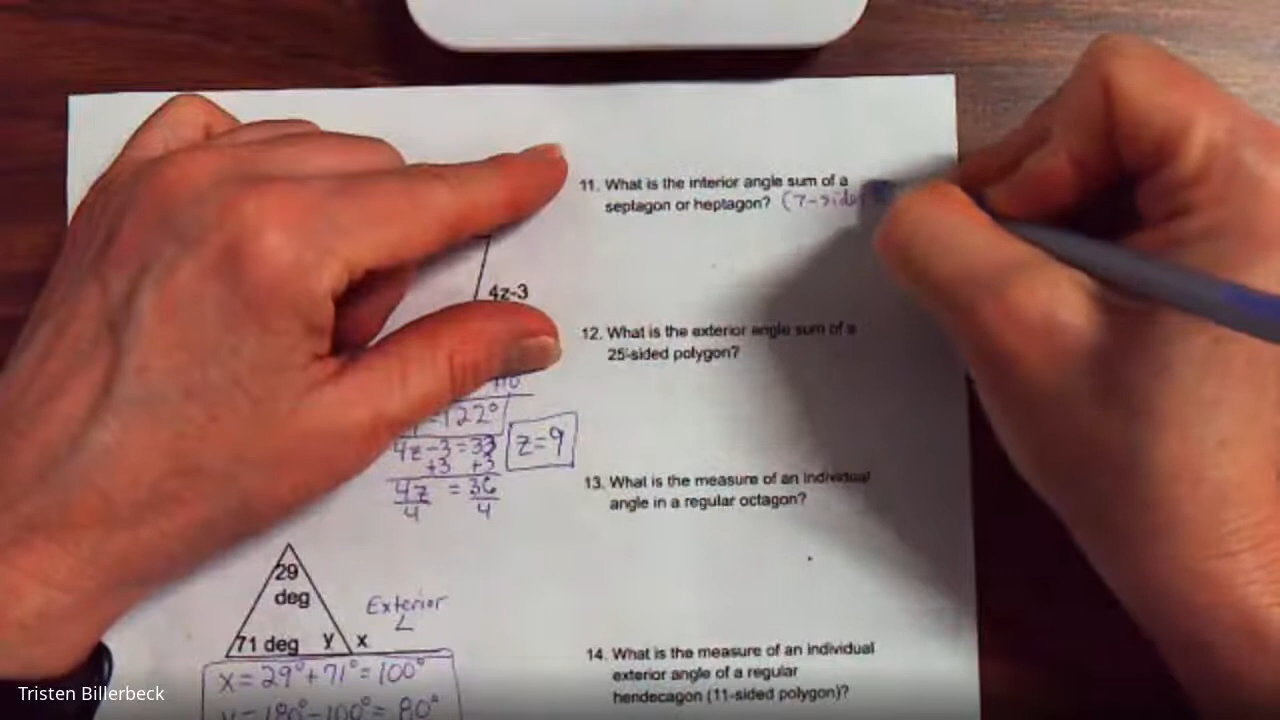 4z-3
122°
4z-3=33
+3 +3
4z = 36
4 4
z=9
29
deg
71 deg y x
Exterior
∠
x=29°+71°=100°
y=180°-100°=80°
11. What is the interior angle sum of a
septagon or heptagon? (7-side
12. What is the exterior angle sum of a
25-sided polygon?
13. What is the measure of an individual
angle in a regular octagon?
14. What is the measure of an individual
exterior angle of a regular
hendecagon (11-sided polygon)?
Tristen Billerbeck